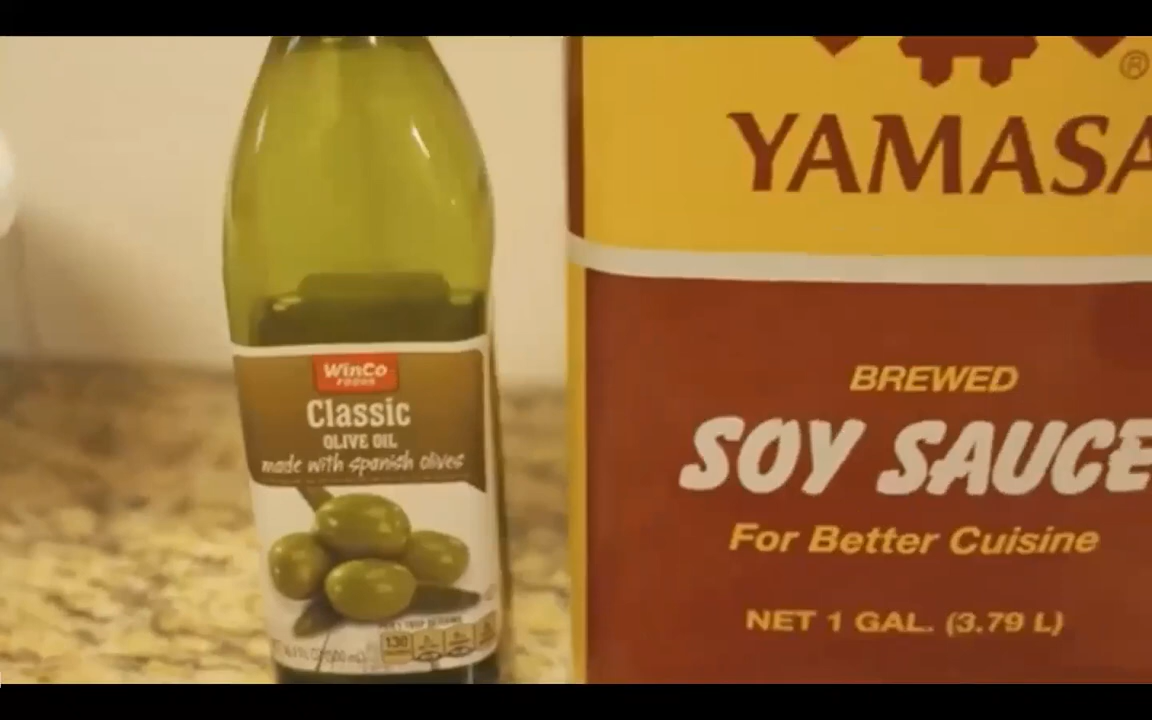 WinCo
FOODS
Classic
OLIVE OIL
made with spanish olives
130
®
YAMASA
BREWED
SOY SAUCE
For Better Cuisine
NET 1 GAL. (3.79 L)